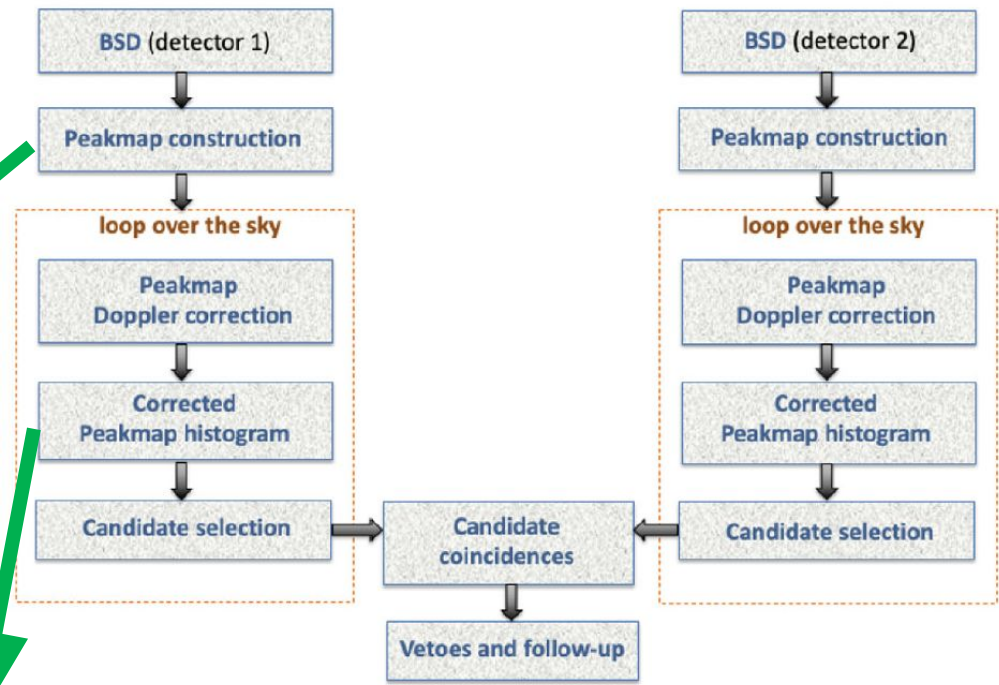 BSD (detector 1)
Peakmap construction
loop over the sky
Peakmap
Doppler correction
Corrected
Peakmap histogram
Candidate selection
BSD (detector 2)
Peakmap construction
loop over the sky
Peakmap
Doppler correction
Corrected
Peakmap histogram
Candidate selection
Candidate
coincidences
Vetoes and follow-up